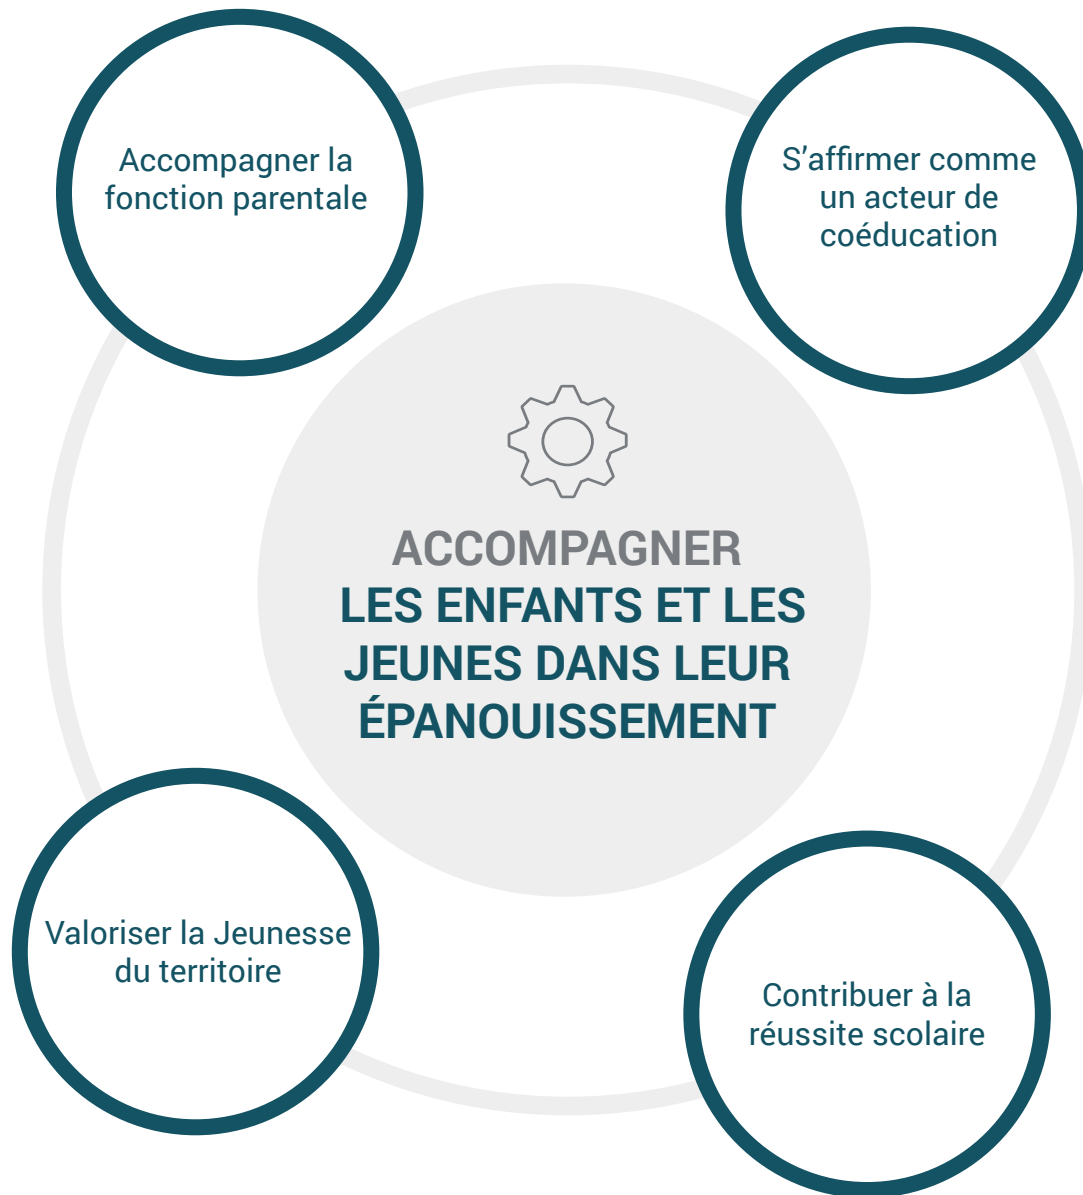 Accompagner la
fonction parentale
S'affirmer comme
un acteur de
coéducation
ACCOMPAGNER
LES ENFANTS ET LES
JEUNES DANS LEUR
ÉPANOUISSEMENT
Valoriser la Jeunesse
du territoire
Contribuer à la
réussite scolaire